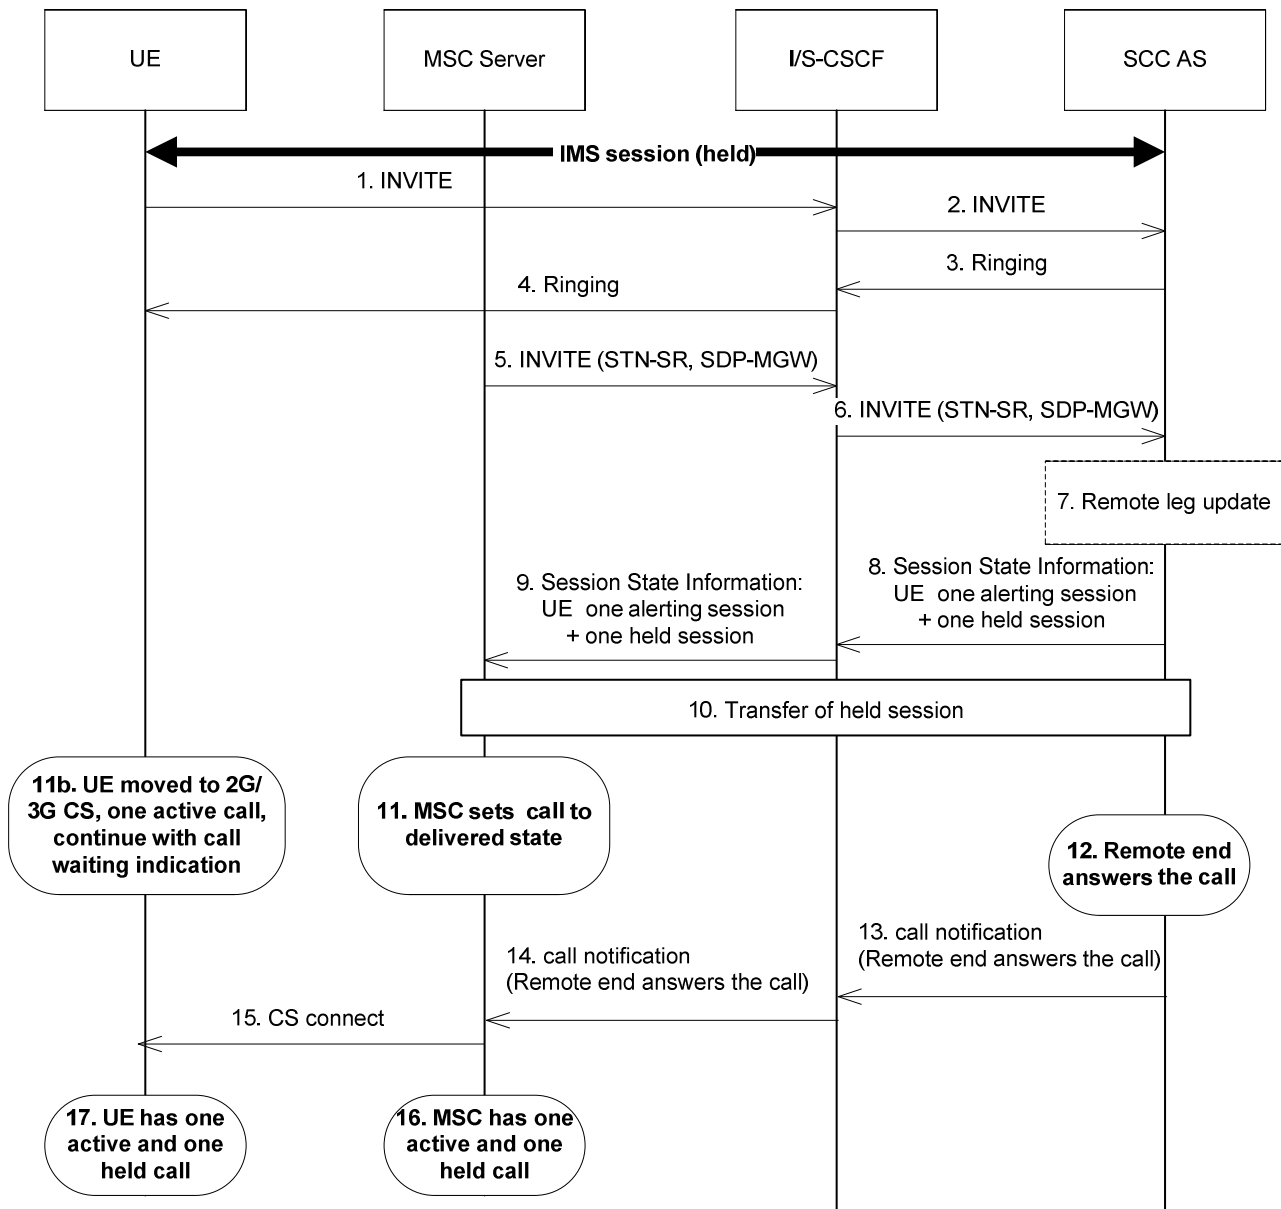 UE
MSC Server
I/S-CSCF
SCC AS
IMS session (held)
1. INVITE
2. INVITE
3. Ringing
4. Ringing
5. INVITE (STN-SR, SDP-MGW)
6. INVITE (STN-SR, SDP-MGW)
7. Remote leg update
8. Session State Information:
UE one alerting session
+ one held session
9. Session State Information:
UE one alerting session
+ one held session
10. Transfer of held session
11b. UE moved to 2G/
3G CS, one active call,
continue with call
waiting indication
11. MSC sets call to
delivered state
12. Remote end
answers the call
13. call notification
(Remote end answers the call)
14. call notification
(Remote end answers the call)
15. CS connect
17. UE has one
active and one
held call
16. MSC has one
active and one
held call